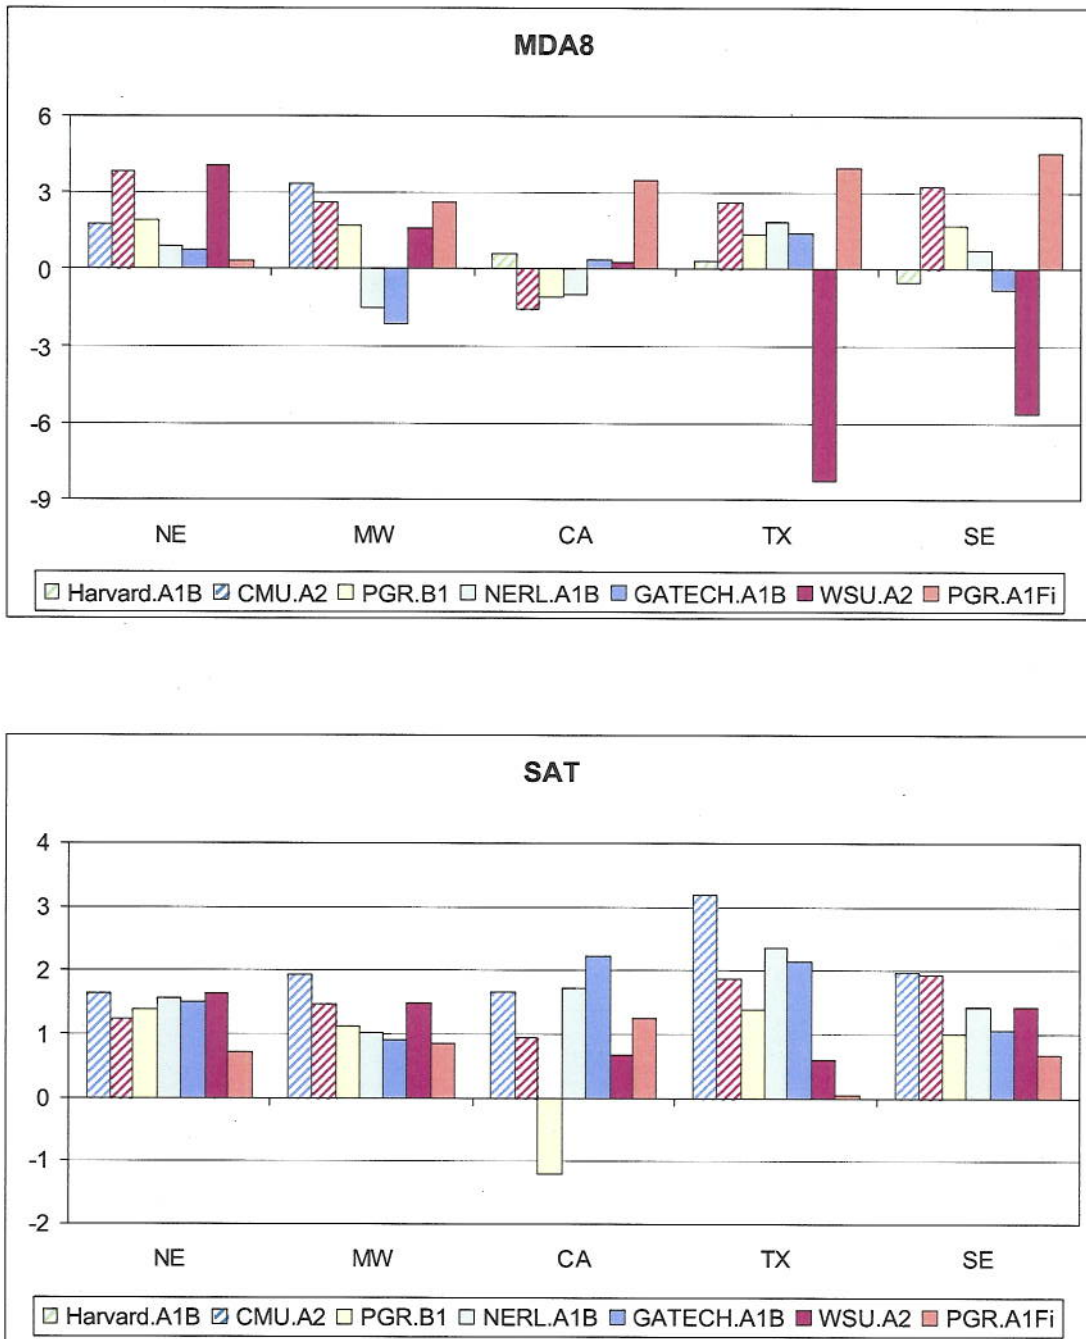 MDA8
6
3
0
-3
-6
-9
NE MW CA TX SE
Harvard.A1B CMU.A2 PGR.B1 NERL.A1B GATECH.A1B WSU.A2 PGR.A1Fi
SAT
4
3
2
1
0
-1
-2
NE MW CA TX SE
Harvard.A1B CMU.A2 PGR.B1 NERL.A1B GATECH.A1B WSU.A2 PGR.A1Fi